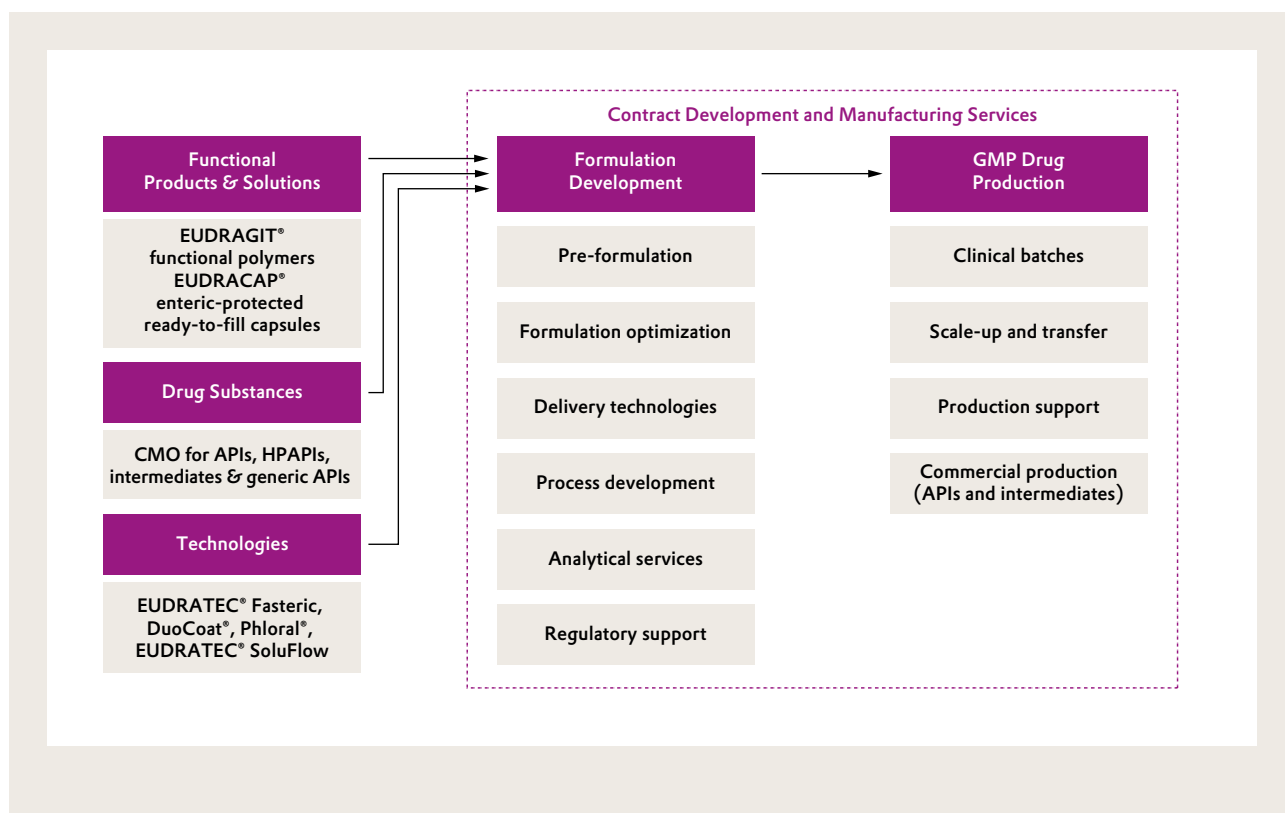 Contract Development and Manufacturing Services
Functional
Products & Solutions
EUDRAGIT®
functional polymers
EUDRACAP®
enteric-protected
ready-to-fill capsules
Drug Substances
CMO for APIs, HPAPIs,
intermediates & generic APIs
Technologies
EUDRATEC® Fasteric,
DuoCoat®, Phloral®,
EUDRATEC® SoluFlow
Formulation
Development
Pre-formulation
Formulation optimization
Delivery technologies
Process development
Analytical services
Regulatory support
GMP Drug
Production
Clinical batches
Scale-up and transfer
Production support
Commercial production
(APIs and intermediates)